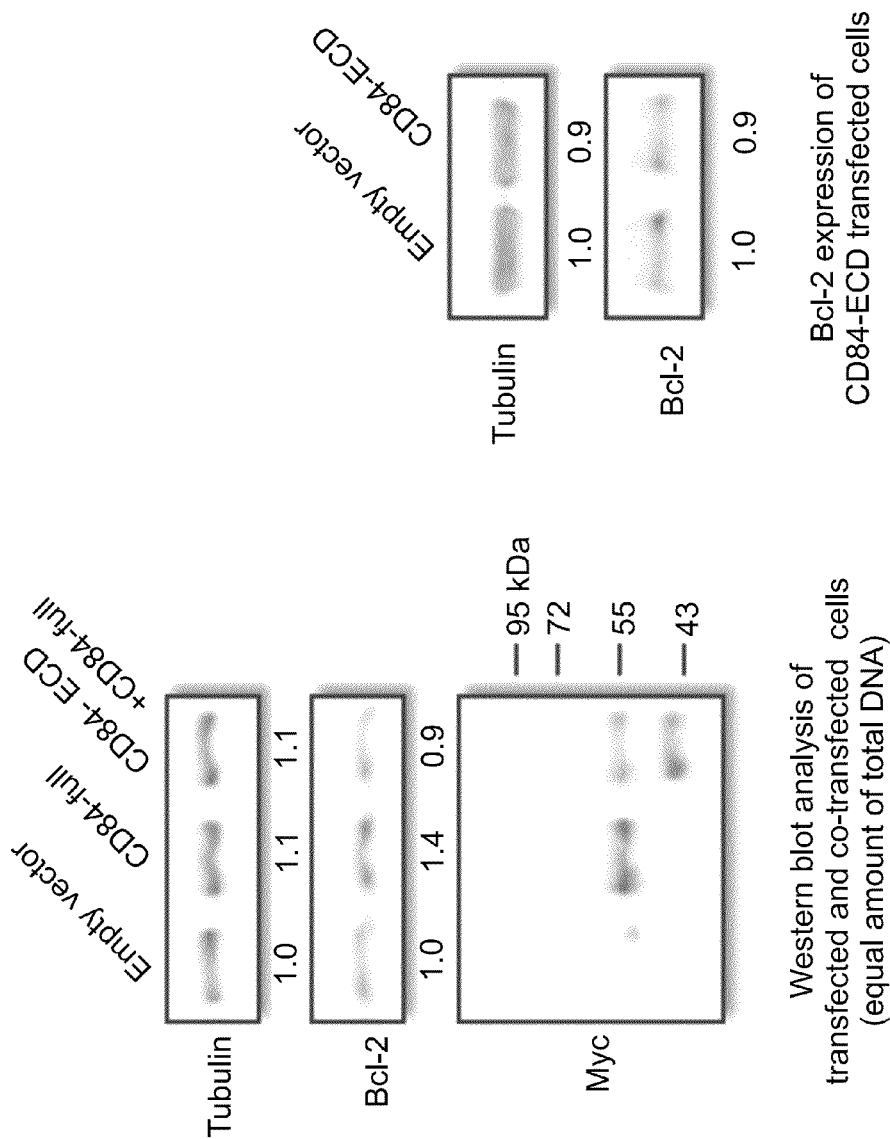 Empty vector
CD84-full
CD84- ECD
+CD84-full
Tubulin
1.0 1.1 1.1
Bcl-2
1.0 1.4 0.9
Myc
95 kDa
72
55
43
Western blot analysis of
transfected and co-transfected cells
(equal amount of total DNA)
Empty vector
CD84-ECD
Tubulin
1.0 0.9
Bcl-2
1.0 0.9
Bcl-2 expression of
CD84-ECD transfected cells